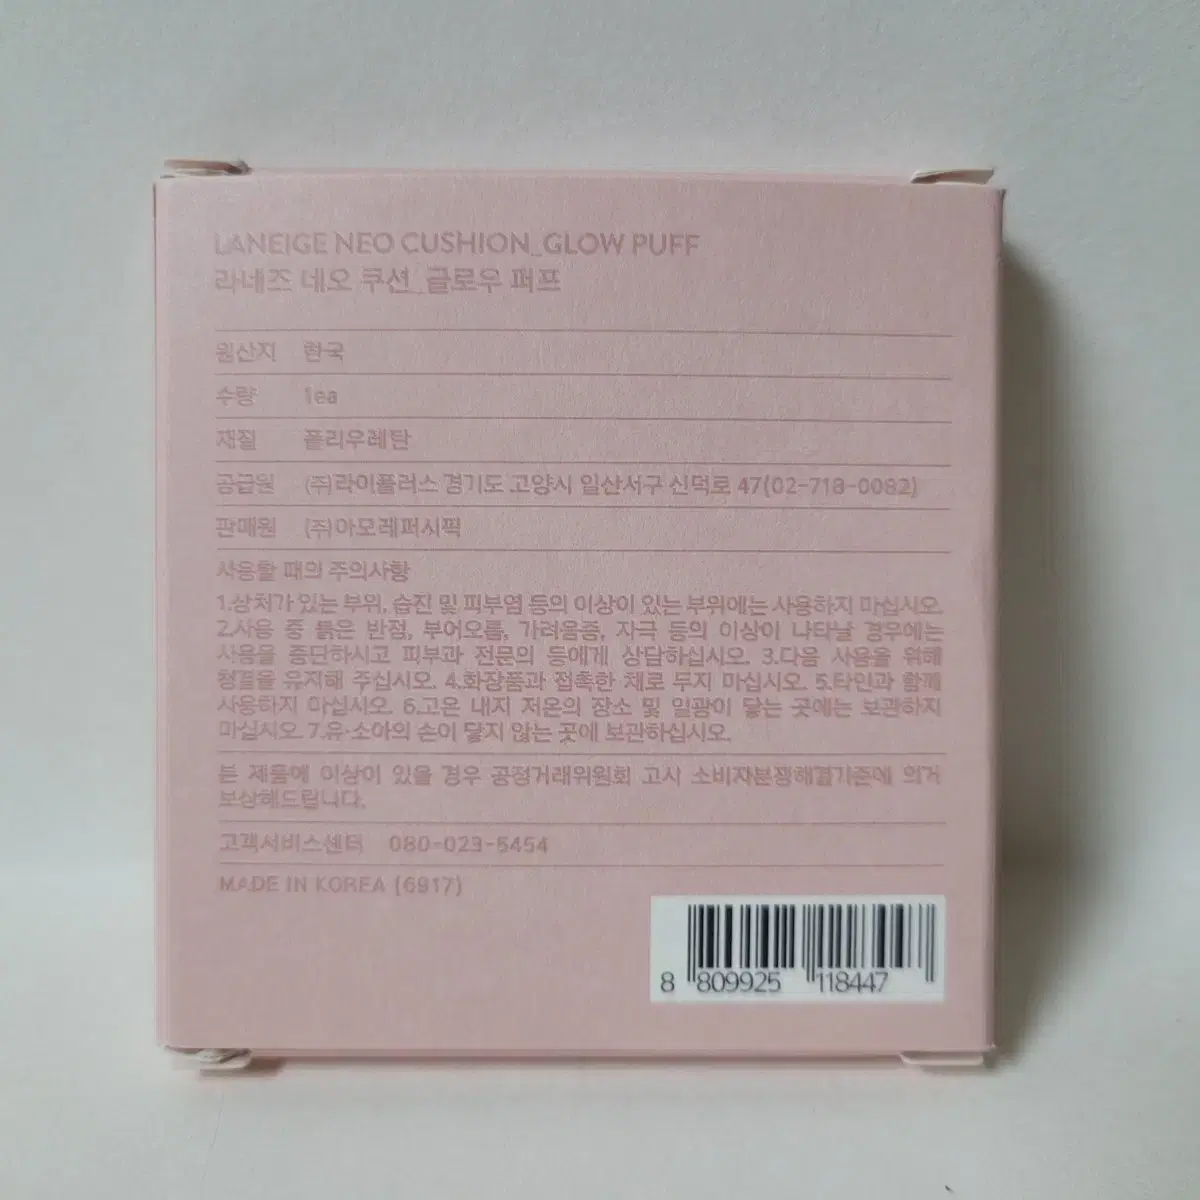 LANEIGE NEO CUSHION_GLOW PUFF
라네즈 네오 쿠션_글로우 퍼프
원산지 한국
수량 1ea
재질 폴리우레탄
공급원 (주)라이플러스 경기도 고양시 일산서구 신덕로 47(02-718-0082)
판매원 (주)아모레퍼시픽
사용할 때의 주의사항
1.상처가 있는 부위, 습진 및 피부염 등의 이상이 있는 부위에는 사용하지 마십시오.
2.사용 중 붉은 반점, 부어오름, 가려움증, 자극 등의 이상이 나타날 경우에는
사용을 중단하시고 피부과 전문의 등에게 상담하십시오. 3.다음 사용을 위해
청결을 유지해 주십시오. 4.화장품과 접촉한 채로 두지 마십시오. 5.타인과 함께
사용하지 마십시오. 6.고온 내지 저온의 장소 및 일광이 닿는 곳에는 보관하지
마십시오. 7.유·소아의 손이 닿지 않는 곳에 보관하십시오.
본 제품에 이상이 있을 경우 공정거래위원회 고시 소비자분쟁해결기준에 의거
보상해드립니다.
고객서비스센터 080-023-5454
MADE IN KOREA (6917)
8 809925 118447